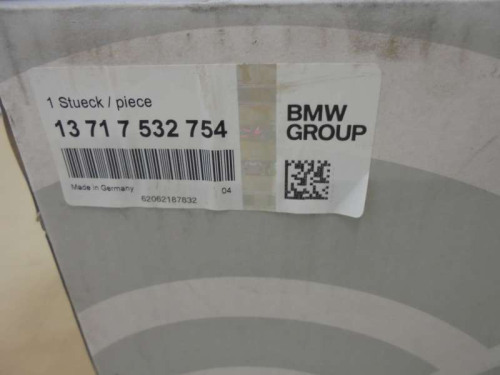 1 Stueck / piece
13 71 7 532 754
Made in Germany 04
62062187832
BMW
GROUP